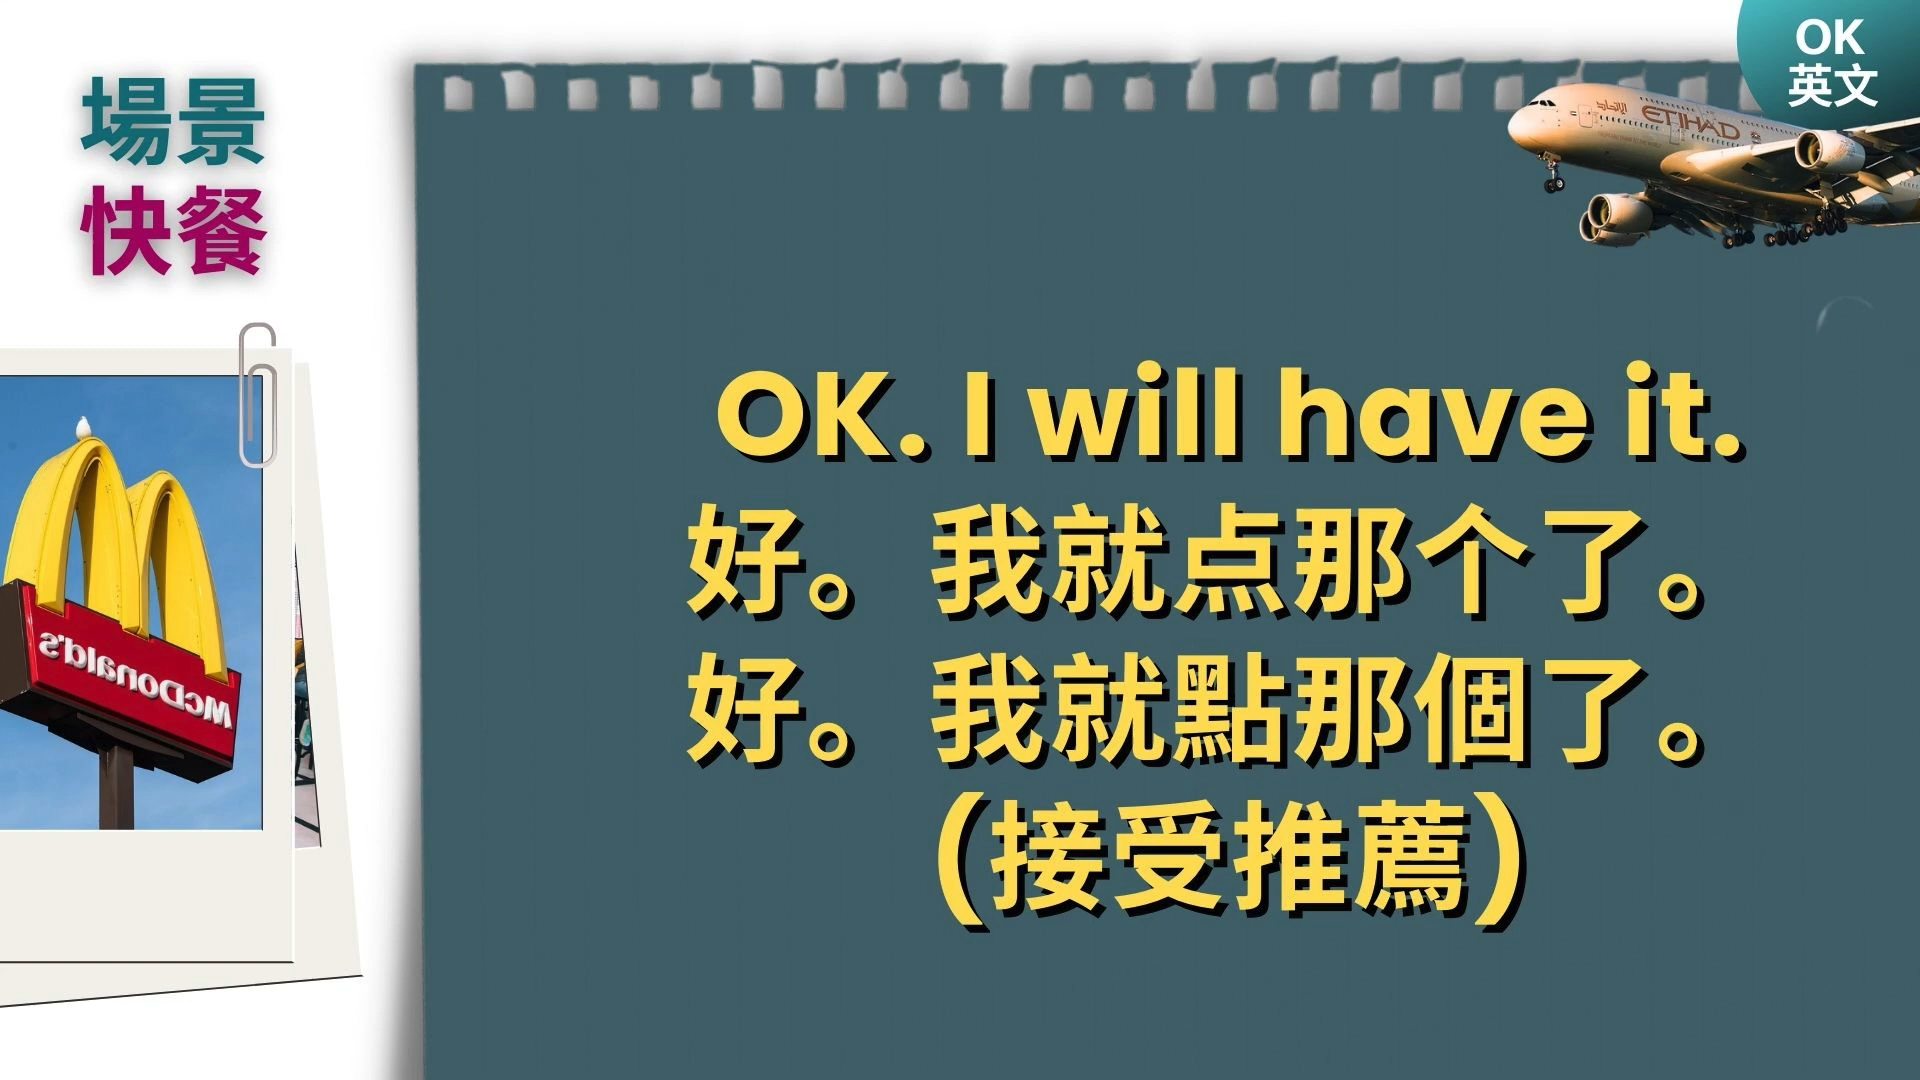 場景
快餐
OK
英文
الإتحاد
ETIHAD
McDonald's
OK. I will have it.
好。我就点那个了。
好。我就點那個了。
(接受推薦)